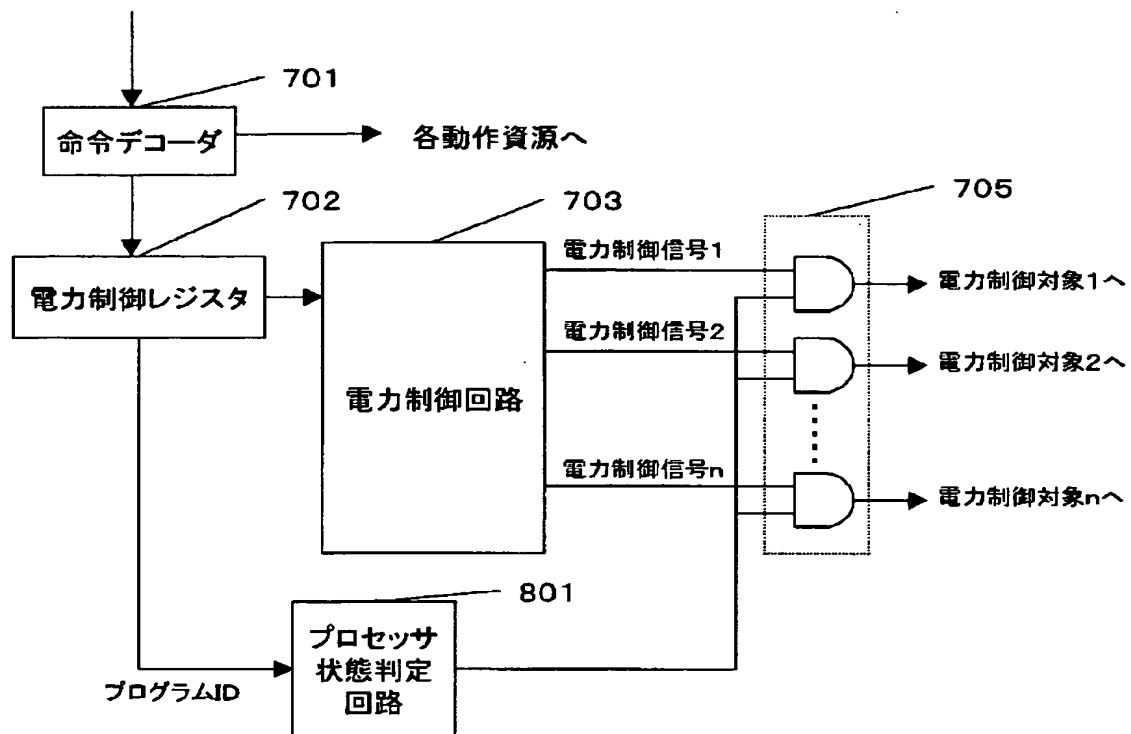 701
命令デコーダ
各動作資源へ
702
703
705
電力制御レジスタ
電力制御信号1
電力制御対象1へ
電力制御信号2
電力制御対象2へ
電力制御回路
電力制御信号n
電力制御対象nへ
801
プロセッサ
状態判定
回路
プログラムID